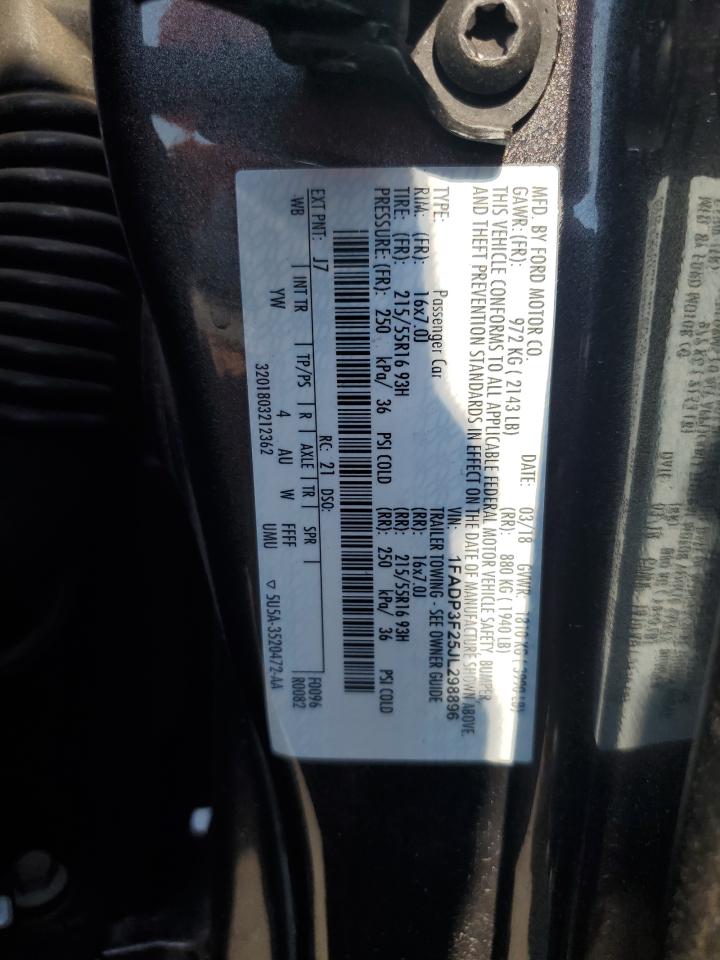 MFD. BY FORD MOTOR CO. DATE: 03/18 GVWR: 1810 KG
GAWR: (FR): 972 KG ( 2143 LB) (RR): 880 KG ( 1940 LB)
THIS VEHICLE CONFORMS TO ALL APPLICABLE FEDERAL MOTOR VEHICLE SAFETY, BUMPER,
AND THEFT PREVENTION STANDARDS IN EFFECT ON THE DATE OF MANUFACTURE SHOWN ABOVE.
VIN: 1FADP3F25JL298896
TYPE: Passenger Car TRAILER TOWING - SEE OWNER GUIDE
RIM: (FR): 16x7.0J (RR): 16x7.0J
TIRE: (FR): 215/55R16 93H (RR): 215/55R16 93H
PRESSURE: (FR): 250 kPa/ 36 PSI COLD (RR): 250 kPa/ 36 PSI COLD
RC: 21 DSO: F0096
EXT PNT: J7 R0082
INT TR TP/PS R AXLE TR SPR
-WB YW 4 AU W FFFF
UMU
3201803212362 ▽ 5U5A-3520472-AA